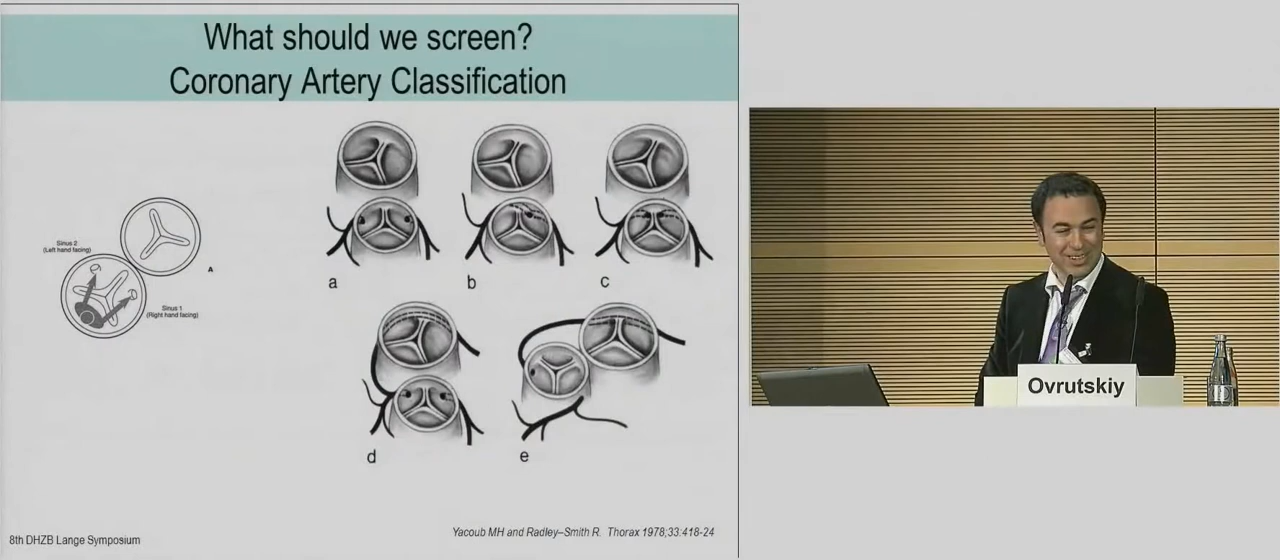 What should we screen?
Coronary Artery Classification
Sinus 2
(Left hand facing)
A
Sinus 1
(Right hand facing)
a
b
c
d
e
Yacoub MH and Radley–Smith R. Thorax 1978;33:418-24
8th DHZB Lange Symposium
Ovrutskiy